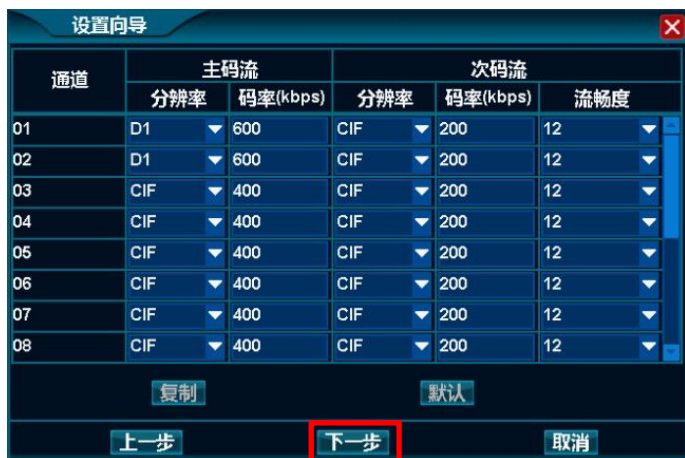 设置向导
通道 主码流 次码流
分辨率 码率(kbps) 分辨率 码率(kbps) 流畅度
01 D1 600 CIF 200 12
02 D1 600 CIF 200 12
03 CIF 400 CIF 200 12
04 CIF 400 CIF 200 12
05 CIF 400 CIF 200 12
06 CIF 400 CIF 200 12
07 CIF 400 CIF 200 12
08 CIF 400 CIF 200 12
复制 默认
上一步 下一步 取消